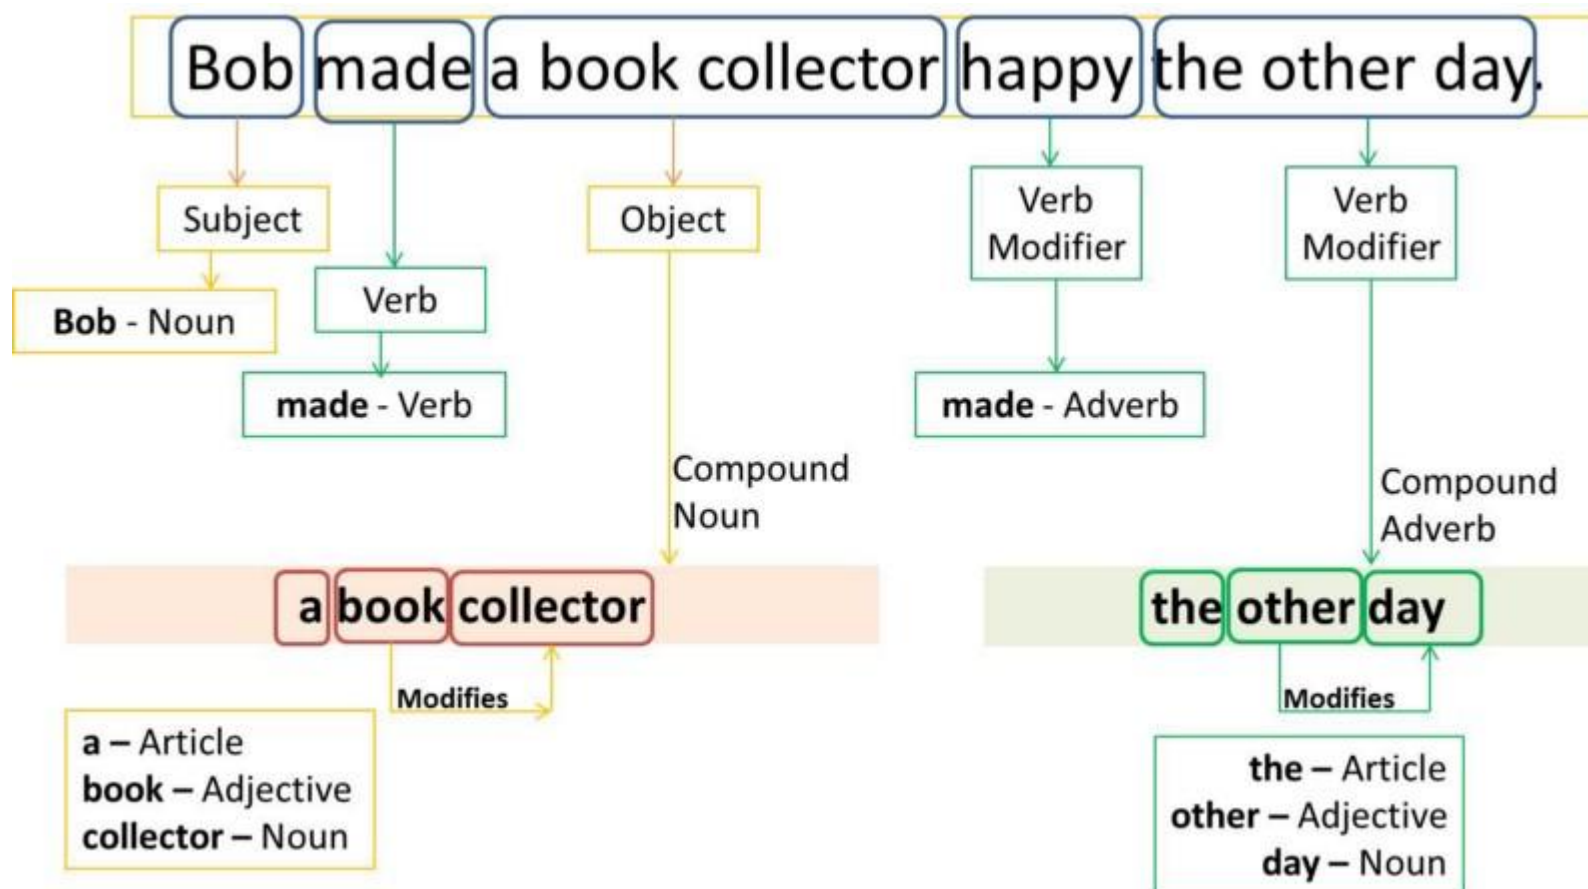 Bob made a book collector happy the other day.
Subject
Object
Verb
Modifier
Verb
Modifier
Bob - Noun
Verb
made - Verb
made - Adverb
Compound
Noun
Compound
Adverb
a book collector
the other day
Modifies
Modifies
a – Article
book – Adjective
collector – Noun
the – Article
other – Adjective
day – Noun